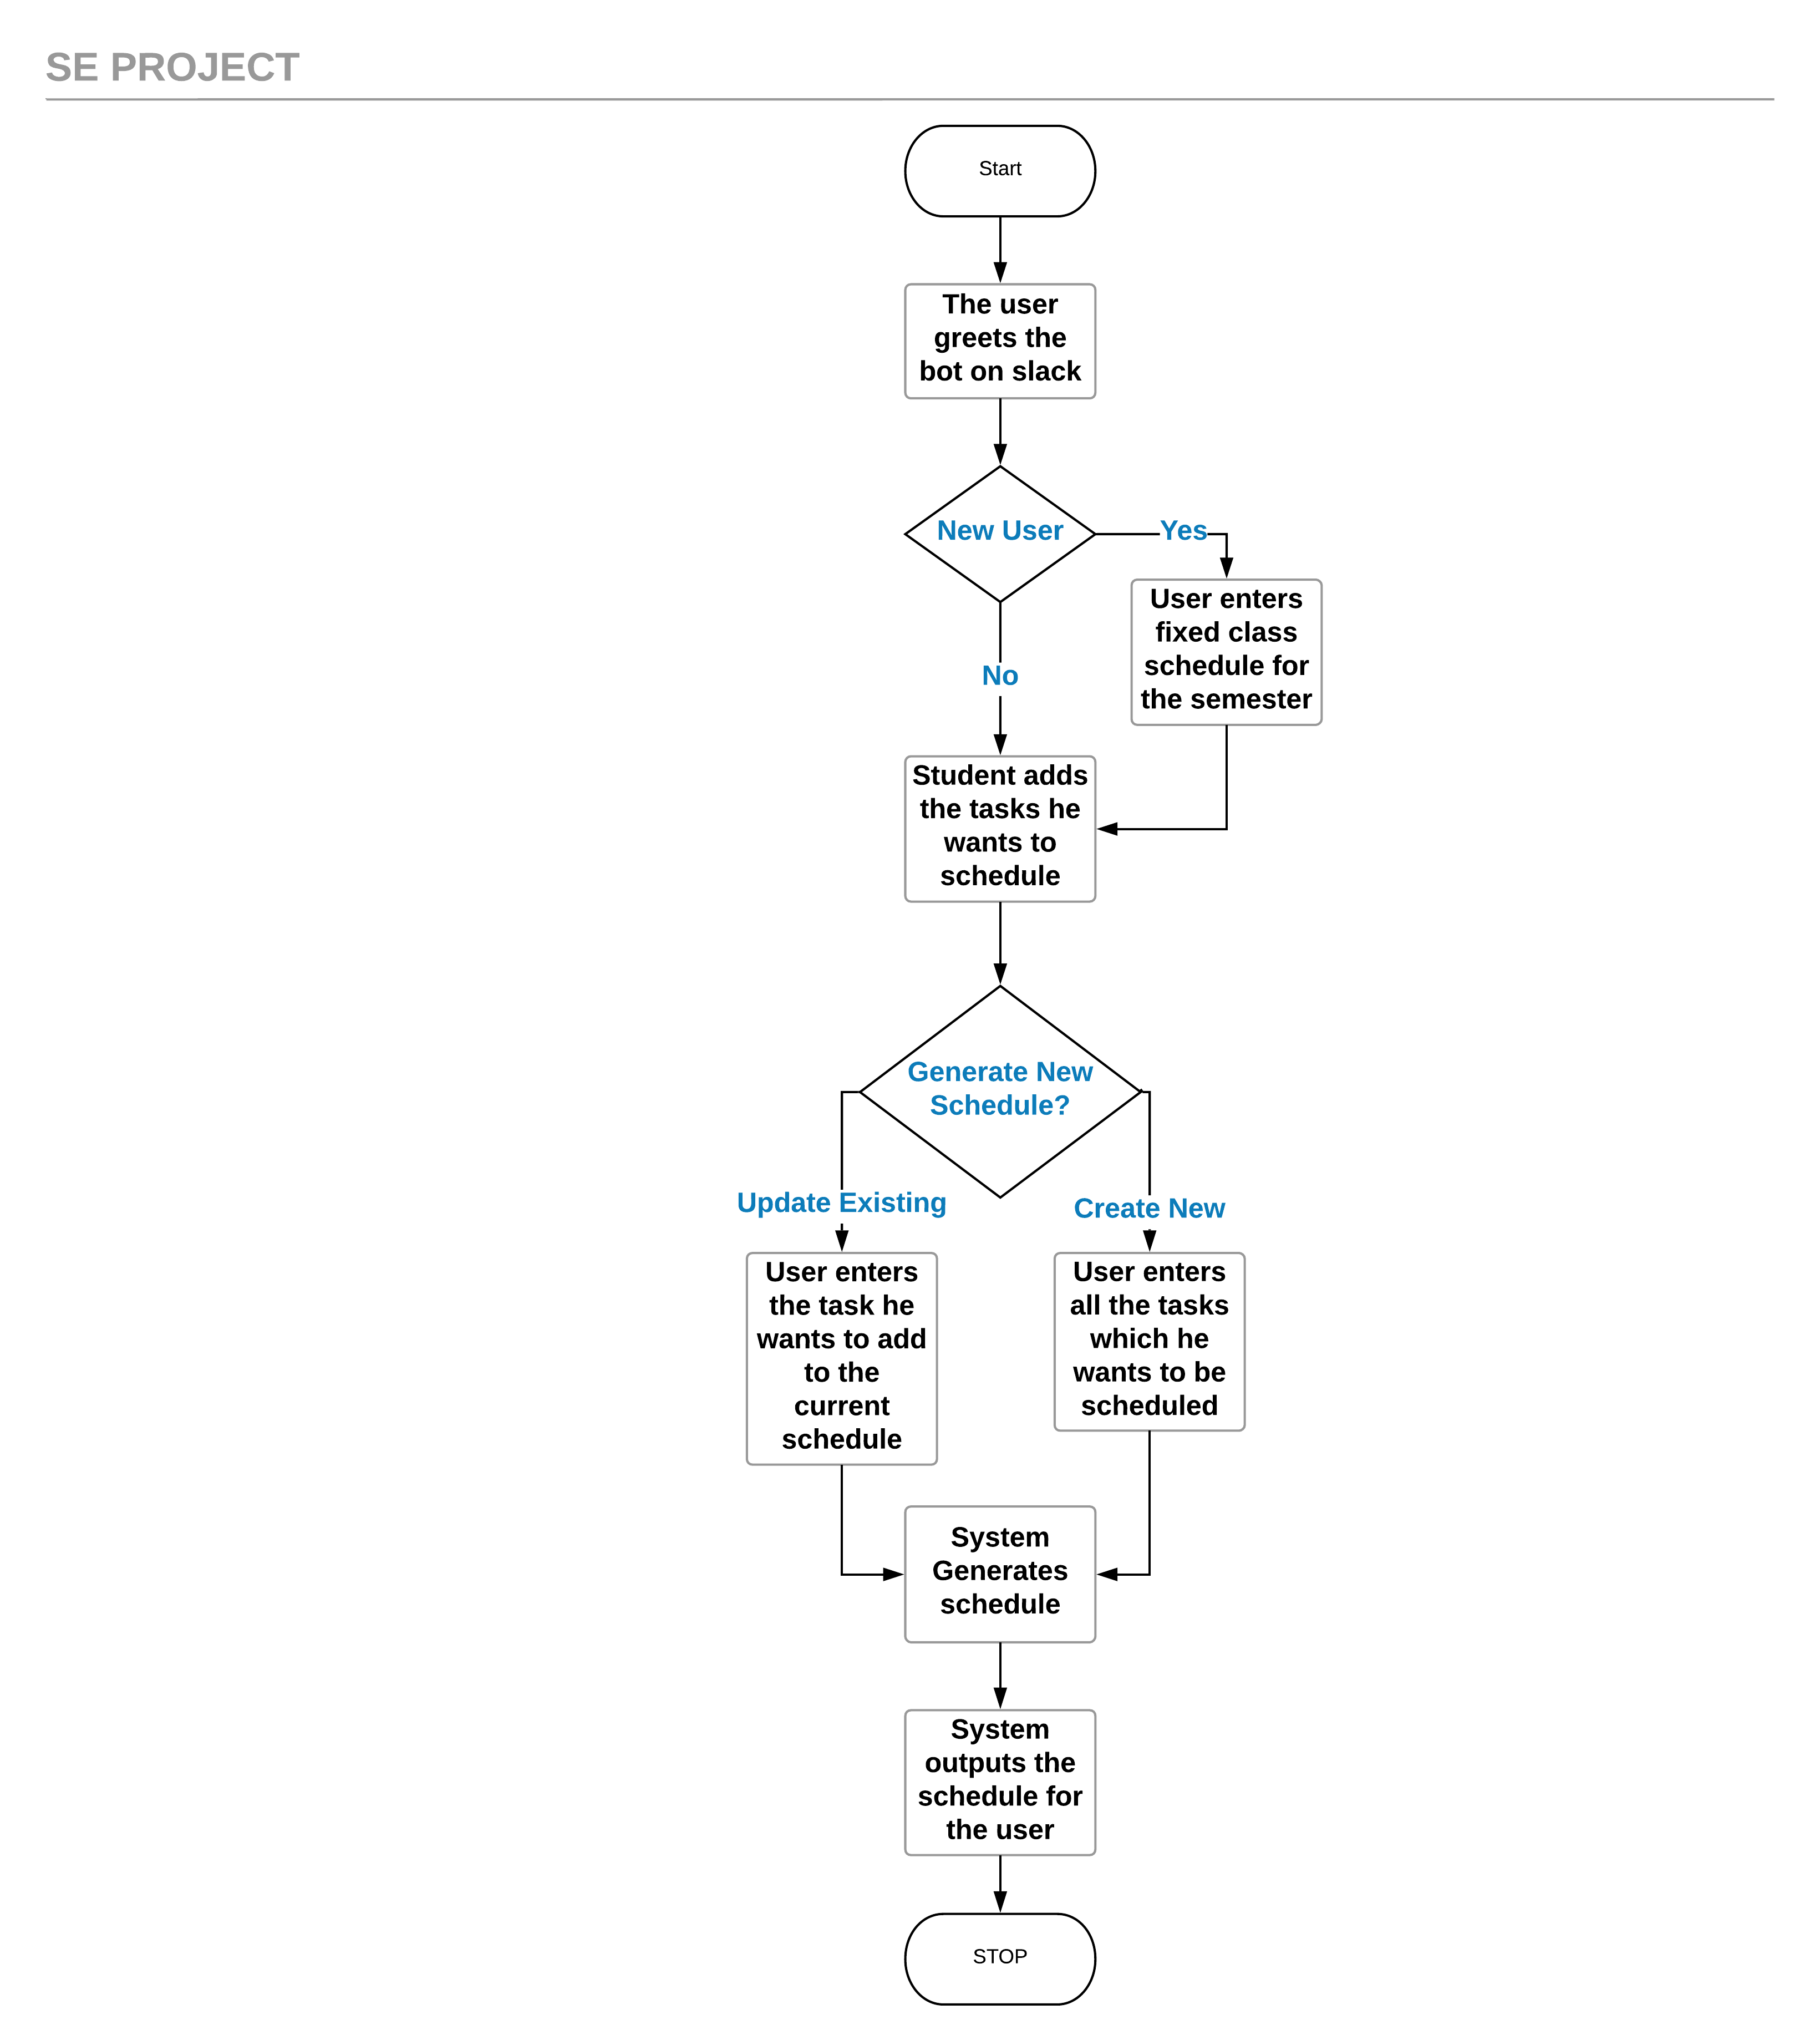 SE PROJECT
Start
The user
greets the
bot on slack
New User
Yes
User enters
fixed class
schedule for
the semester
No
Student adds
the tasks he
wants to
schedule
Generate New
Schedule?
Update Existing
Create New
User enters
the task he
wants to add
to the
current
schedule
User enters
all the tasks
which he
wants to be
scheduled
System
Generates
schedule
System
outputs the
schedule for
the user
STOP